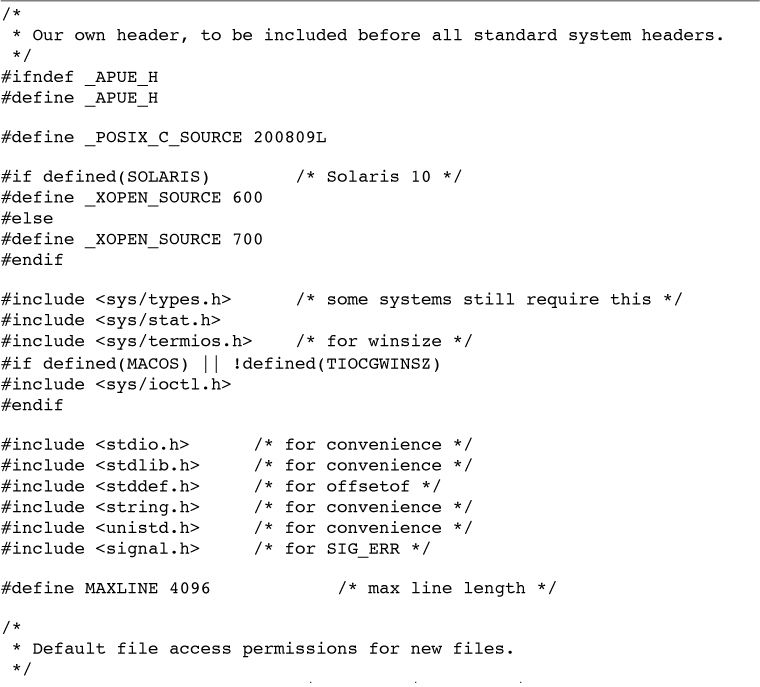 /*
 * Our own header, to be included before all standard system headers.
 */
#ifndef _APUE_H
#define _APUE_H

#define _POSIX_C_SOURCE 200809L

#if defined(SOLARIS)        /* Solaris 10 */
#define _XOPEN_SOURCE 600
#else
#define _XOPEN_SOURCE 700
#endif

#include <sys/types.h>      /* some systems still require this */
#include <sys/stat.h>
#include <sys/termios.h>    /* for winsize */
#if defined(MACOS) || !defined(TIOCGWINSZ)
#include <sys/ioctl.h>
#endif

#include <stdio.h>      /* for convenience */
#include <stdlib.h>     /* for convenience */
#include <stddef.h>     /* for offsetof */
#include <string.h>     /* for convenience */
#include <unistd.h>     /* for convenience */
#include <signal.h>     /* for SIG_ERR */

#define MAXLINE 4096            /* max line length */

/*
 * Default file access permissions for new files.
 */